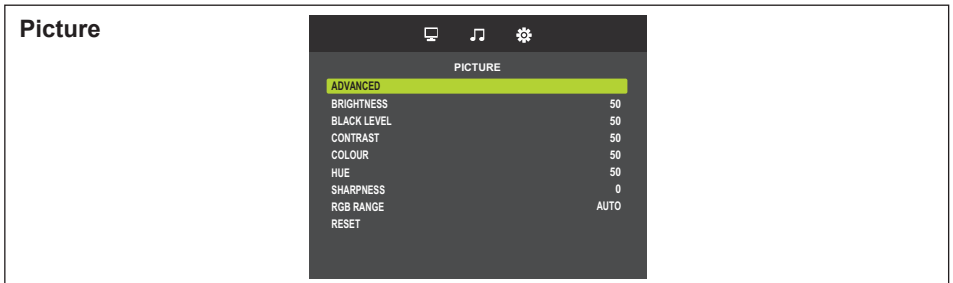 Picture
PICTURE
ADVANCED
BRIGHTNESS 50
BLACK LEVEL 50
CONTRAST 50
COLOUR 50
HUE 50
SHARPNESS 0
RGB RANGE AUTO
RESET